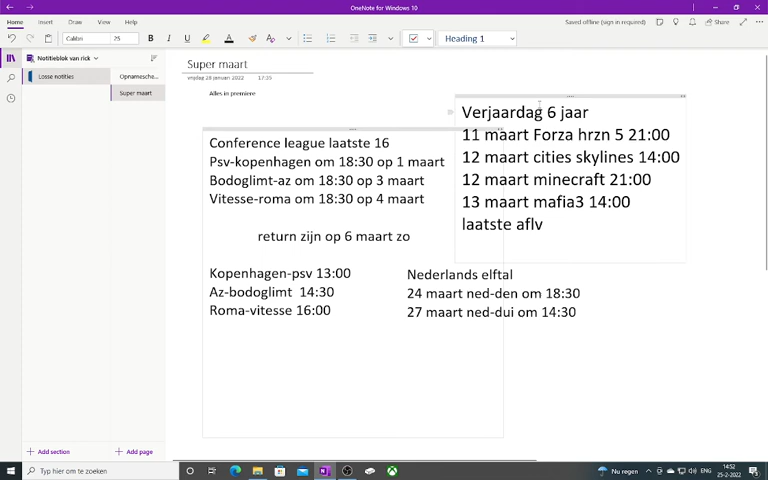 OneNote for Windows 10
Home Insert Draw View Help
Saved offline (sign in required)
Share
Calibri 25 B I U A A Heading 1
Notitieblok van rick
Losse notities
Opnamesche...
Super maart
Super maart
vrijdag 28 januari 2022 17:35
Alles in premiere
Verjaardag 6 jaar
11 maart Forza hrzn 5 21:00
12 maart cities skylines 14:00
12 maart minecraft 21:00
13 maart mafia3 14:00
laatste aflv
Conference league laatste 16
Psv-kopenhagen om 18:30 op 1 maart
Bodoglimt-az om 18:30 op 3 maart
Vitesse-roma om 18:30 op 4 maart
return zijn op 6 maart zo
Kopenhagen-psv 13:00
Az-bodoglimt 14:30
Roma-vitesse 16:00
Nederlands elftal
24 maart ned-den om 18:30
27 maart ned-dui om 14:30
+ Add section
+ Add page
Typ hier om te zoeken
Nu regen
ENG
14:52
25-2-2022